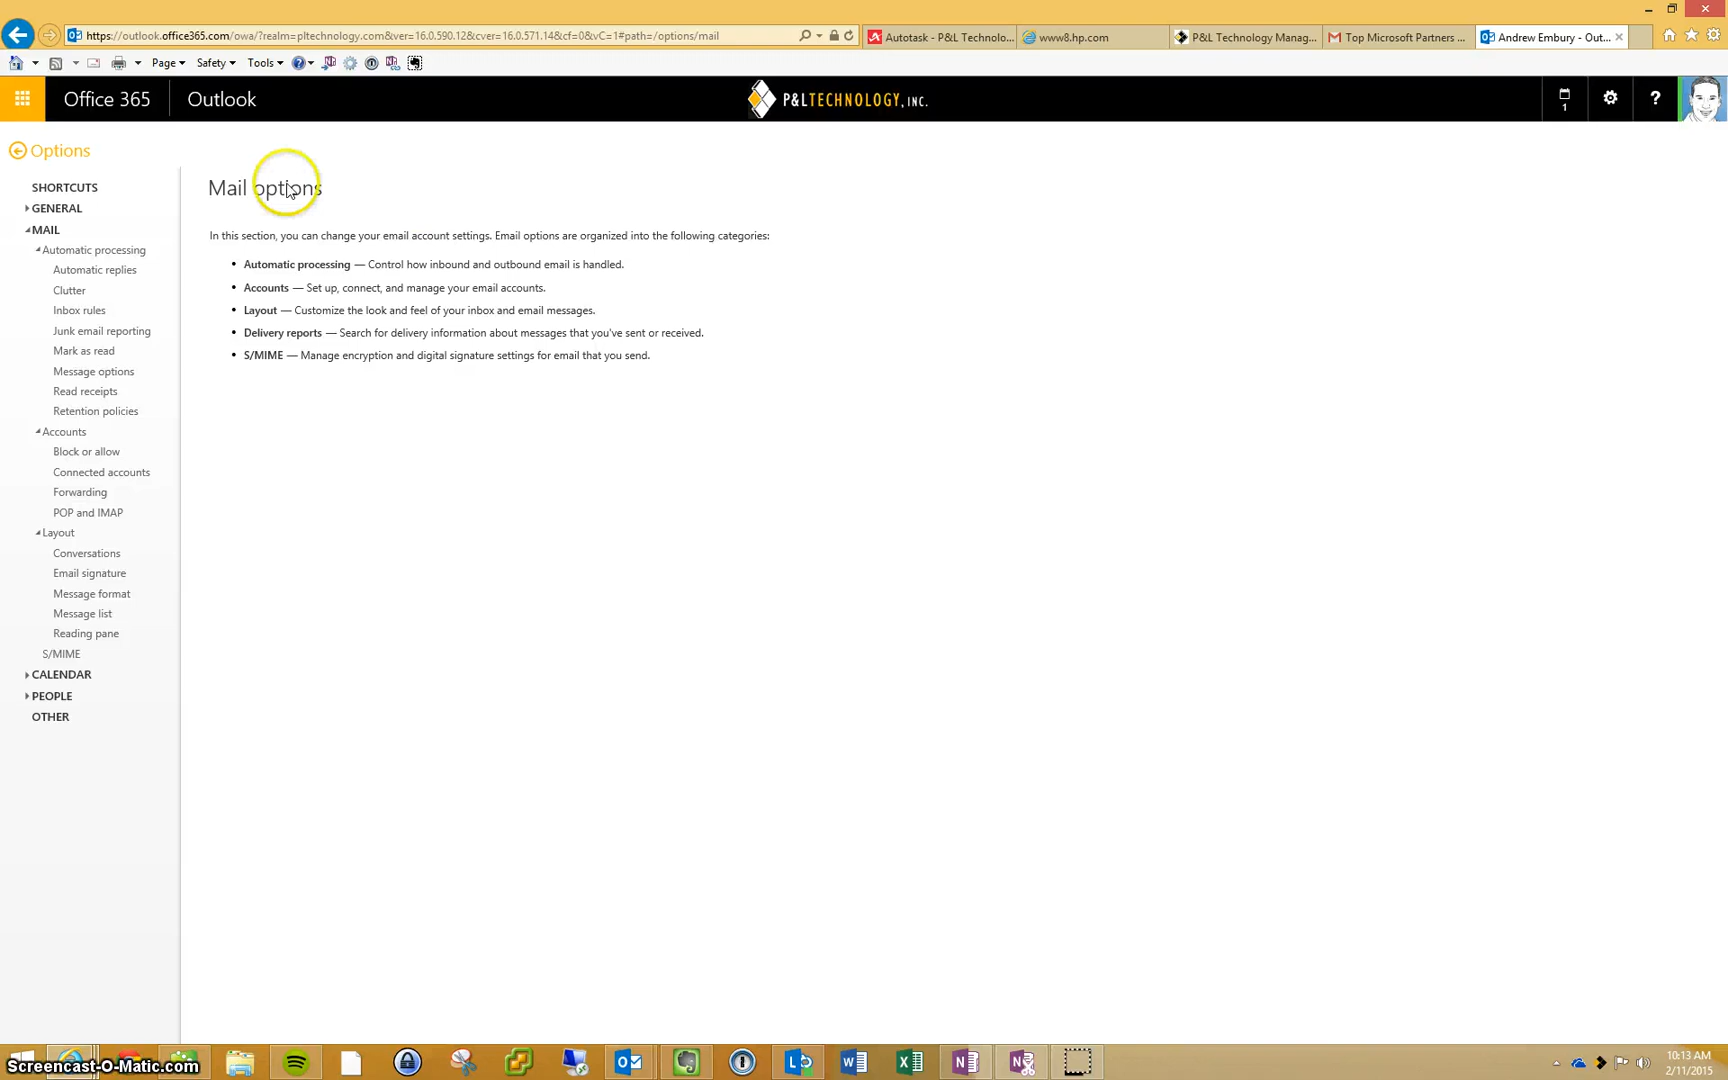 https://outlook.office365.com/owa/?realm=pltechnology.com&ver=16.0.590.12&cver=16.0.571.14&cf=0&vC=1#path=/options/mail
Autotask - P&L Technolo...
www8.hp.com
P&L Technology Manag...
Top Microsoft Partners ...
Andrew Embury - Out...
Page
Safety
Tools
Office 365
Outlook
P&LTECHNOLOGY, INC.
1
?
Options
SHORTCUTS
GENERAL
MAIL
Automatic processing
Automatic replies
Clutter
Inbox rules
Junk email reporting
Mark as read
Message options
Read receipts
Retention policies
Accounts
Block or allow
Connected accounts
Forwarding
POP and IMAP
Layout
Conversations
Email signature
Message format
Message list
Reading pane
S/MIME
CALENDAR
PEOPLE
OTHER
Mail options
In this section, you can change your email account settings. Email options are organized into the following categories:
• Automatic processing — Control how inbound and outbound email is handled.
• Accounts — Set up, connect, and manage your email accounts.
• Layout — Customize the look and feel of your inbox and email messages.
• Delivery reports — Search for delivery information about messages that you've sent or received.
• S/MIME — Manage encryption and digital signature settings for email that you send.
Screencast-O-Matic.com
10:13 AM
2/11/2015